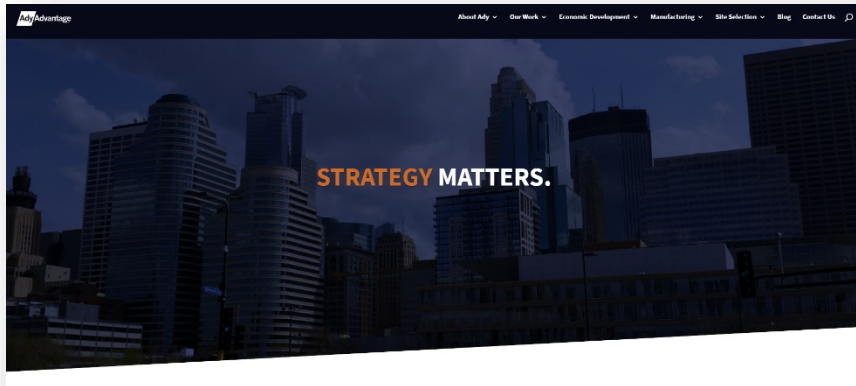 Ady Advantage
About Ady
Our Work
Economic Development
Manufacturing
Site Selection
Blog
Contact Us
STRATEGY MATTERS.